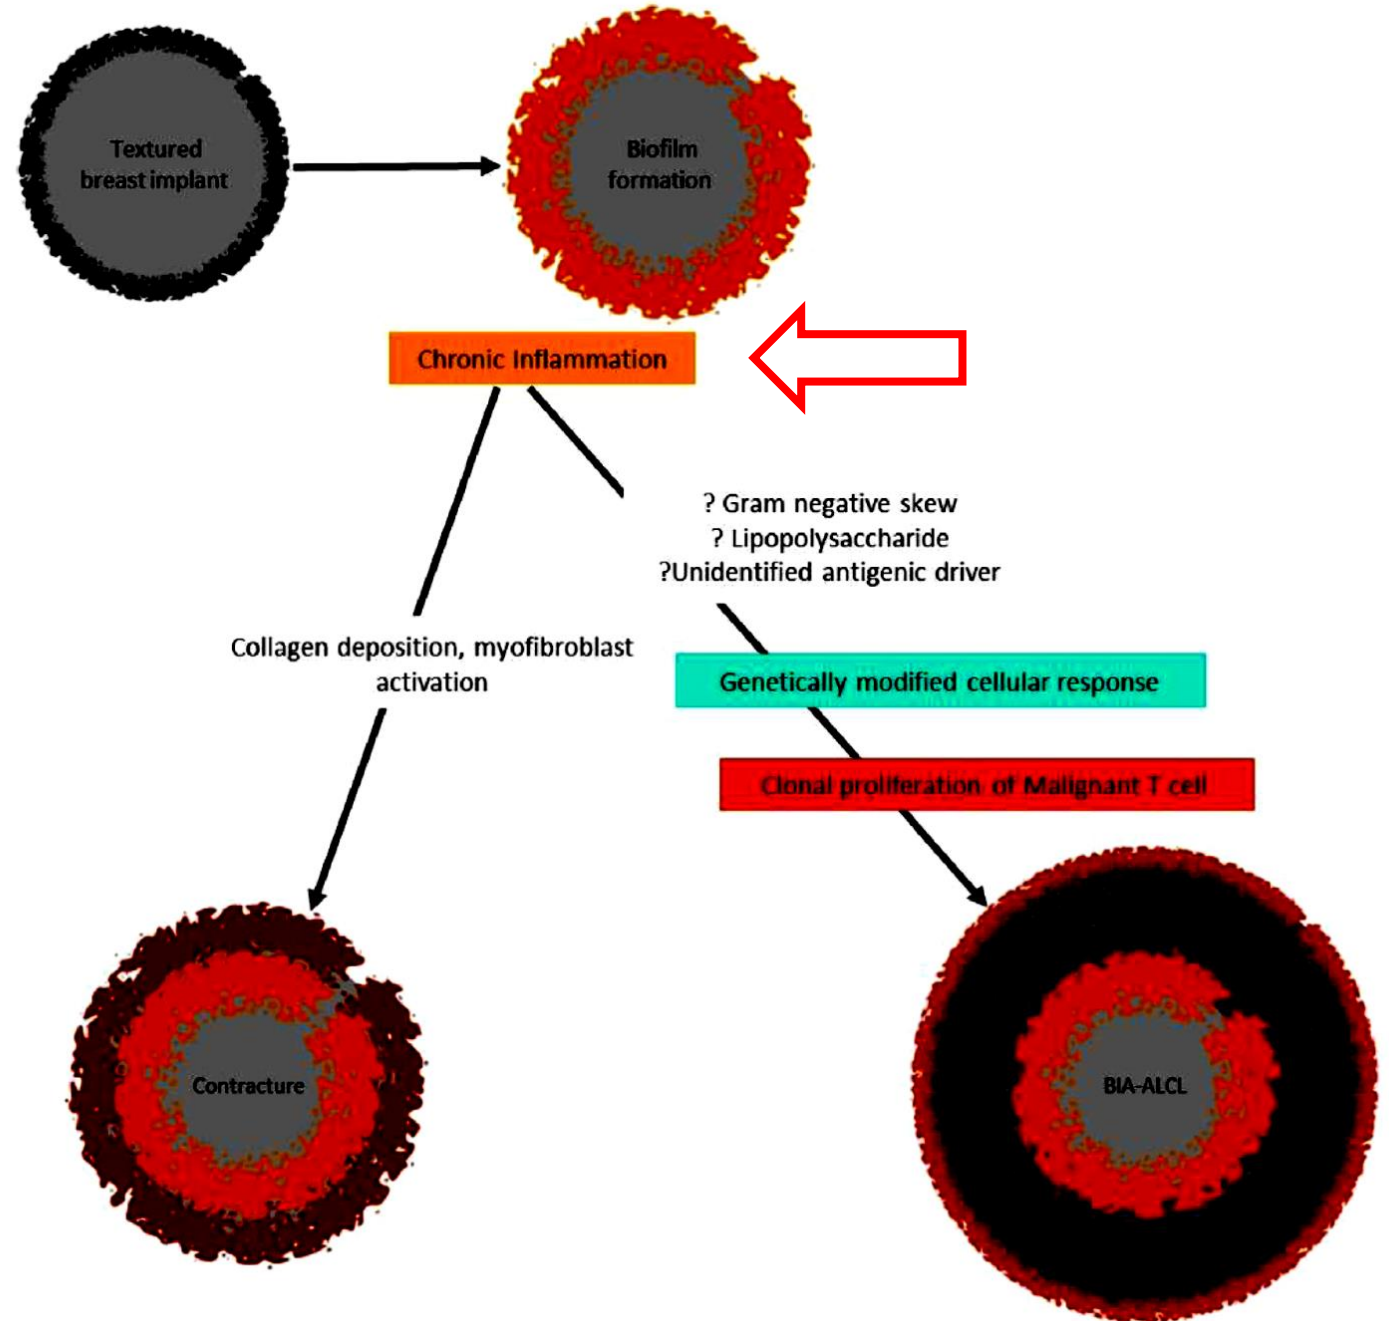 Textured
breast implant
Biofilm
formation
Chronic Inflammation
? Gram negative skew
? Lipopolysaccharide
?Unidentified antigenic driver
Collagen deposition, myofibroblast
activation
Genetically modified cellular response
Clonal proliferation of Malignant T cell
Contracture
BIA-ALCL